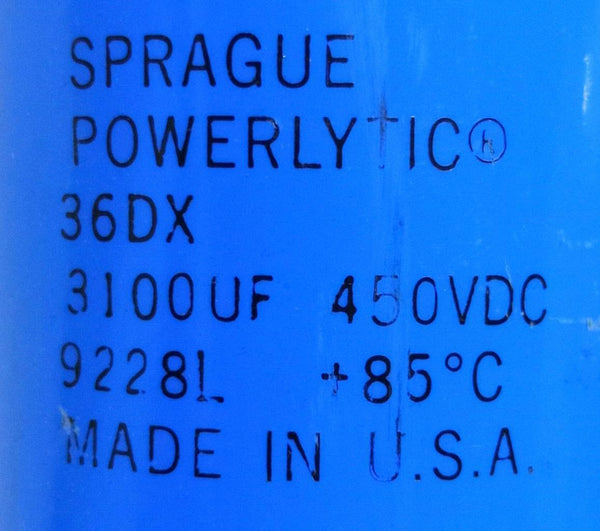 SPRAGUE
POWERLYTIC®
36DX
3100UF 450VDC
9228L +85°C
MADE IN U.S.A.